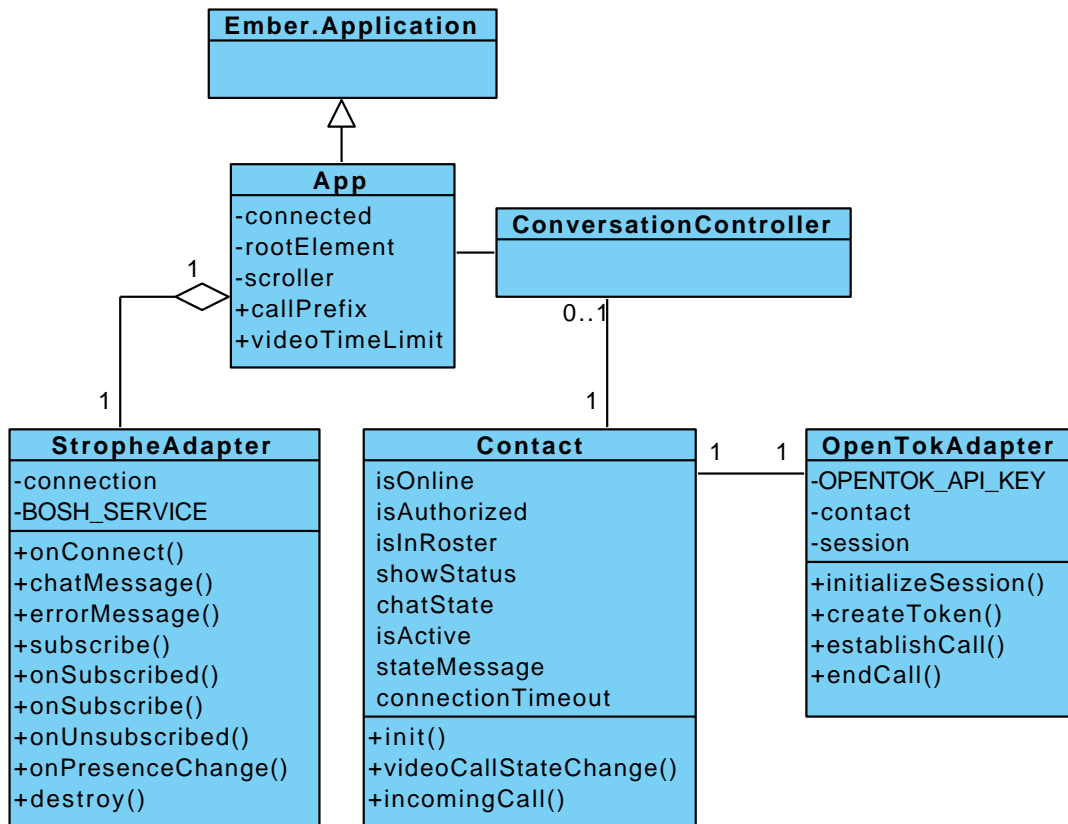 Ember.Application
App
-connected
-rootElement
-scroller
+callPrefix
+videoTimeLimit
ConversationController
1
0..1
1
1
StropheAdapter
-connection
-BOSH_SERVICE
+onConnect()
+chatMessage()
+errorMessage()
+subscribe()
+onSubscribed()
+onSubscribe()
+onUnsubscribed()
+onPresenceChange()
+destroy()
Contact
isOnline
isAuthorized
isInRoster
showStatus
chatState
isActive
stateMessage
connectionTimeout
+init()
+videoCallStateChange()
+incomingCall()
1
1
OpenTokAdapter
-OPENTOK_API_KEY
-contact
-session
+initializeSession()
+createToken()
+establishCall()
+endCall()